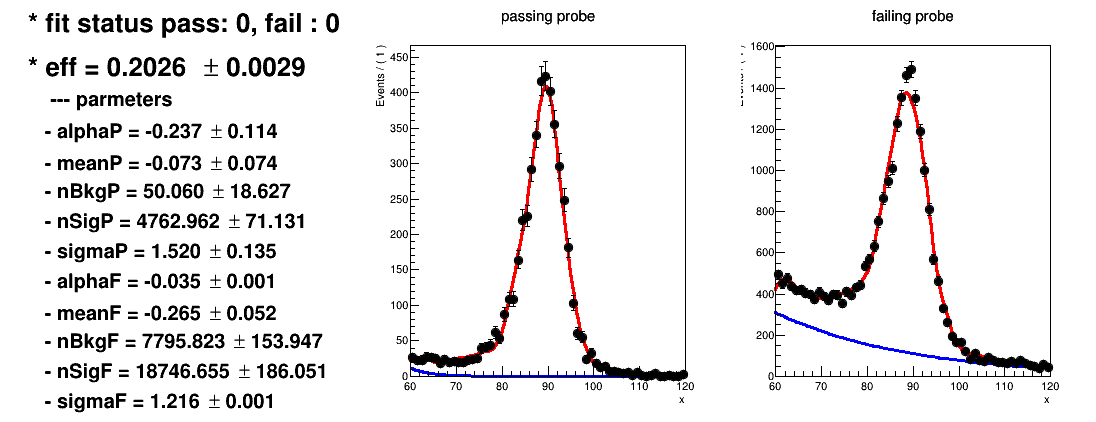 * fit status pass: 0, fail : 0
* eff = 0.2026 ± 0.0029
--- parmeters
- alphaP = -0.237 ± 0.114
- meanP = -0.073 ± 0.074
- nBkgP = 50.060 ± 18.627
- nSigP = 4762.962 ± 71.131
- sigmaP = 1.520 ± 0.135
- alphaF = -0.035 ± 0.001
- meanF = -0.265 ± 0.052
- nBkgF = 7795.823 ± 153.947
- nSigF = 18746.655 ± 186.051
- sigmaF = 1.216 ± 0.001
passing probe
Events / ( 1 )
450
400
350
300
250
200
150
100
50
0
60 70 80 90 100 110 120
x
failing probe
1600
1400
1200
1000
800
600
400
200
0
60 70 80 90 100 110 120
x